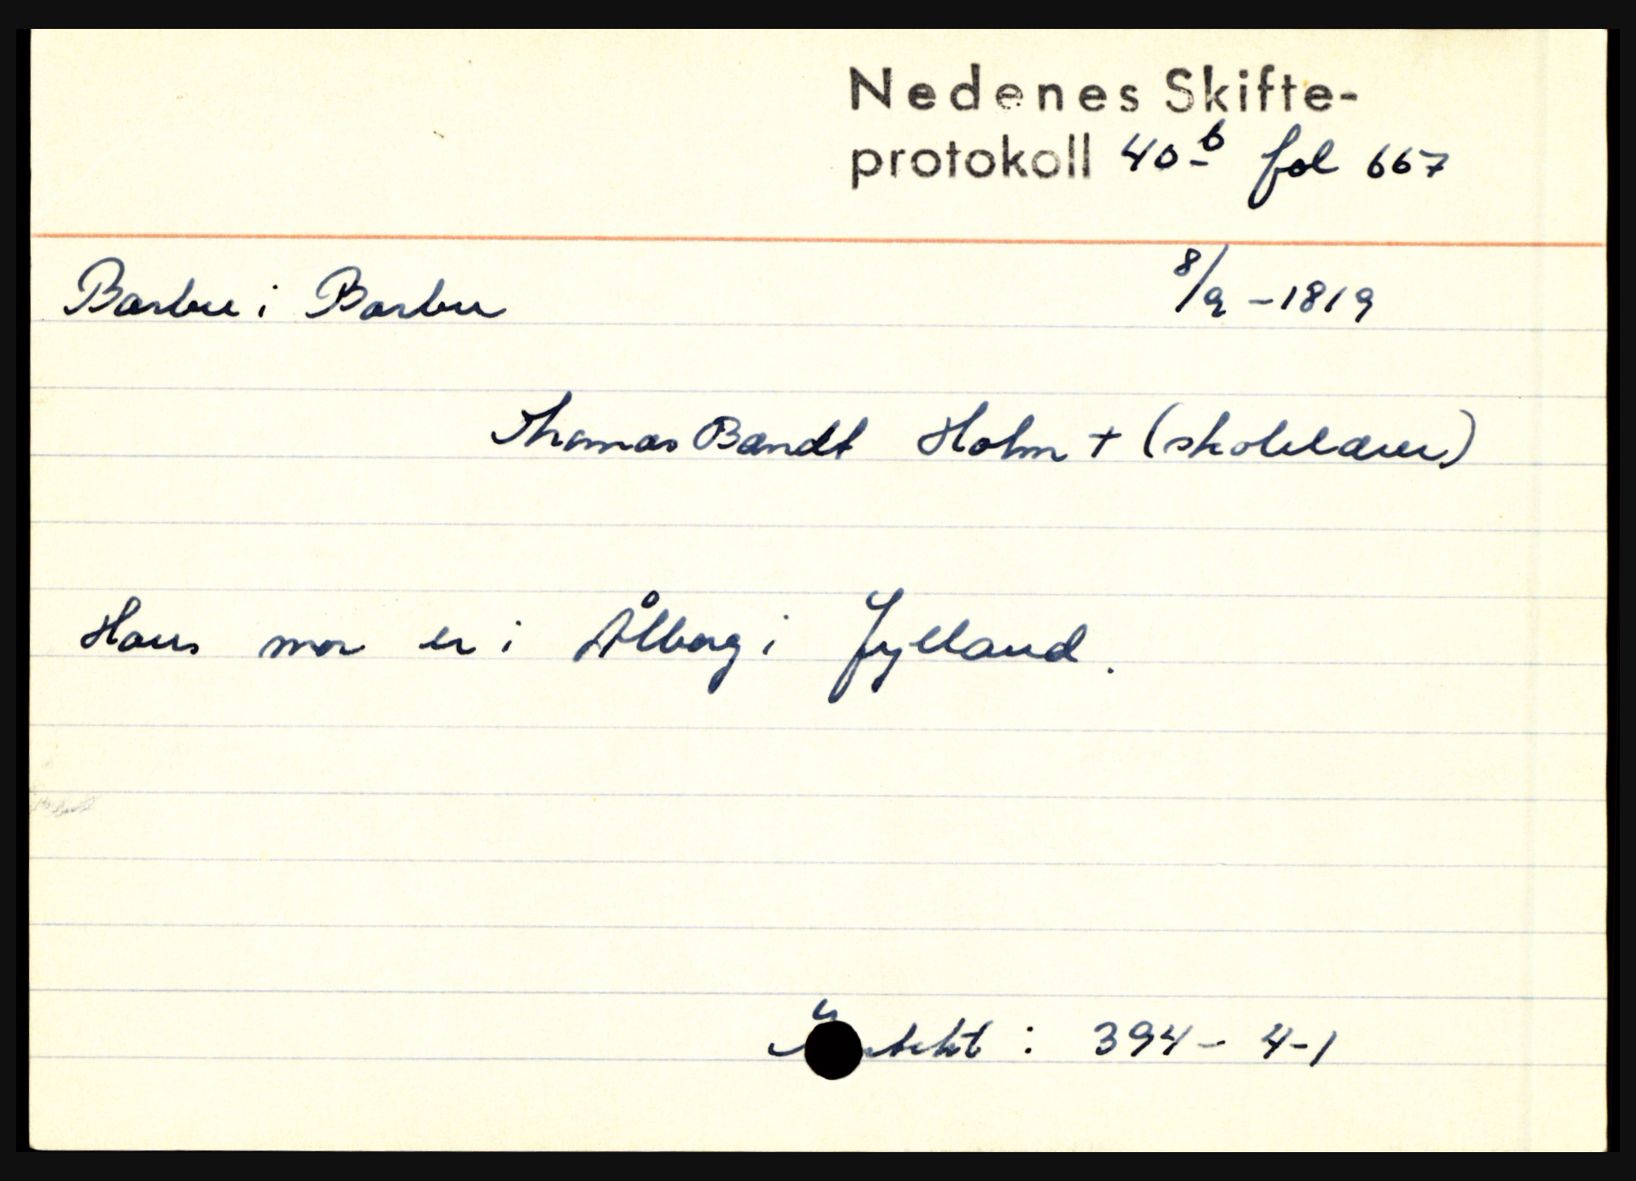 Nedenes Skifte-
protokoll 40b fol 667
Barbu i Barbu 8/9 - 1819
Thomas Bandt Holm + (skolelærer)
Hans mor er i Ålborg i Jylland.
: 394 - 4 - 1